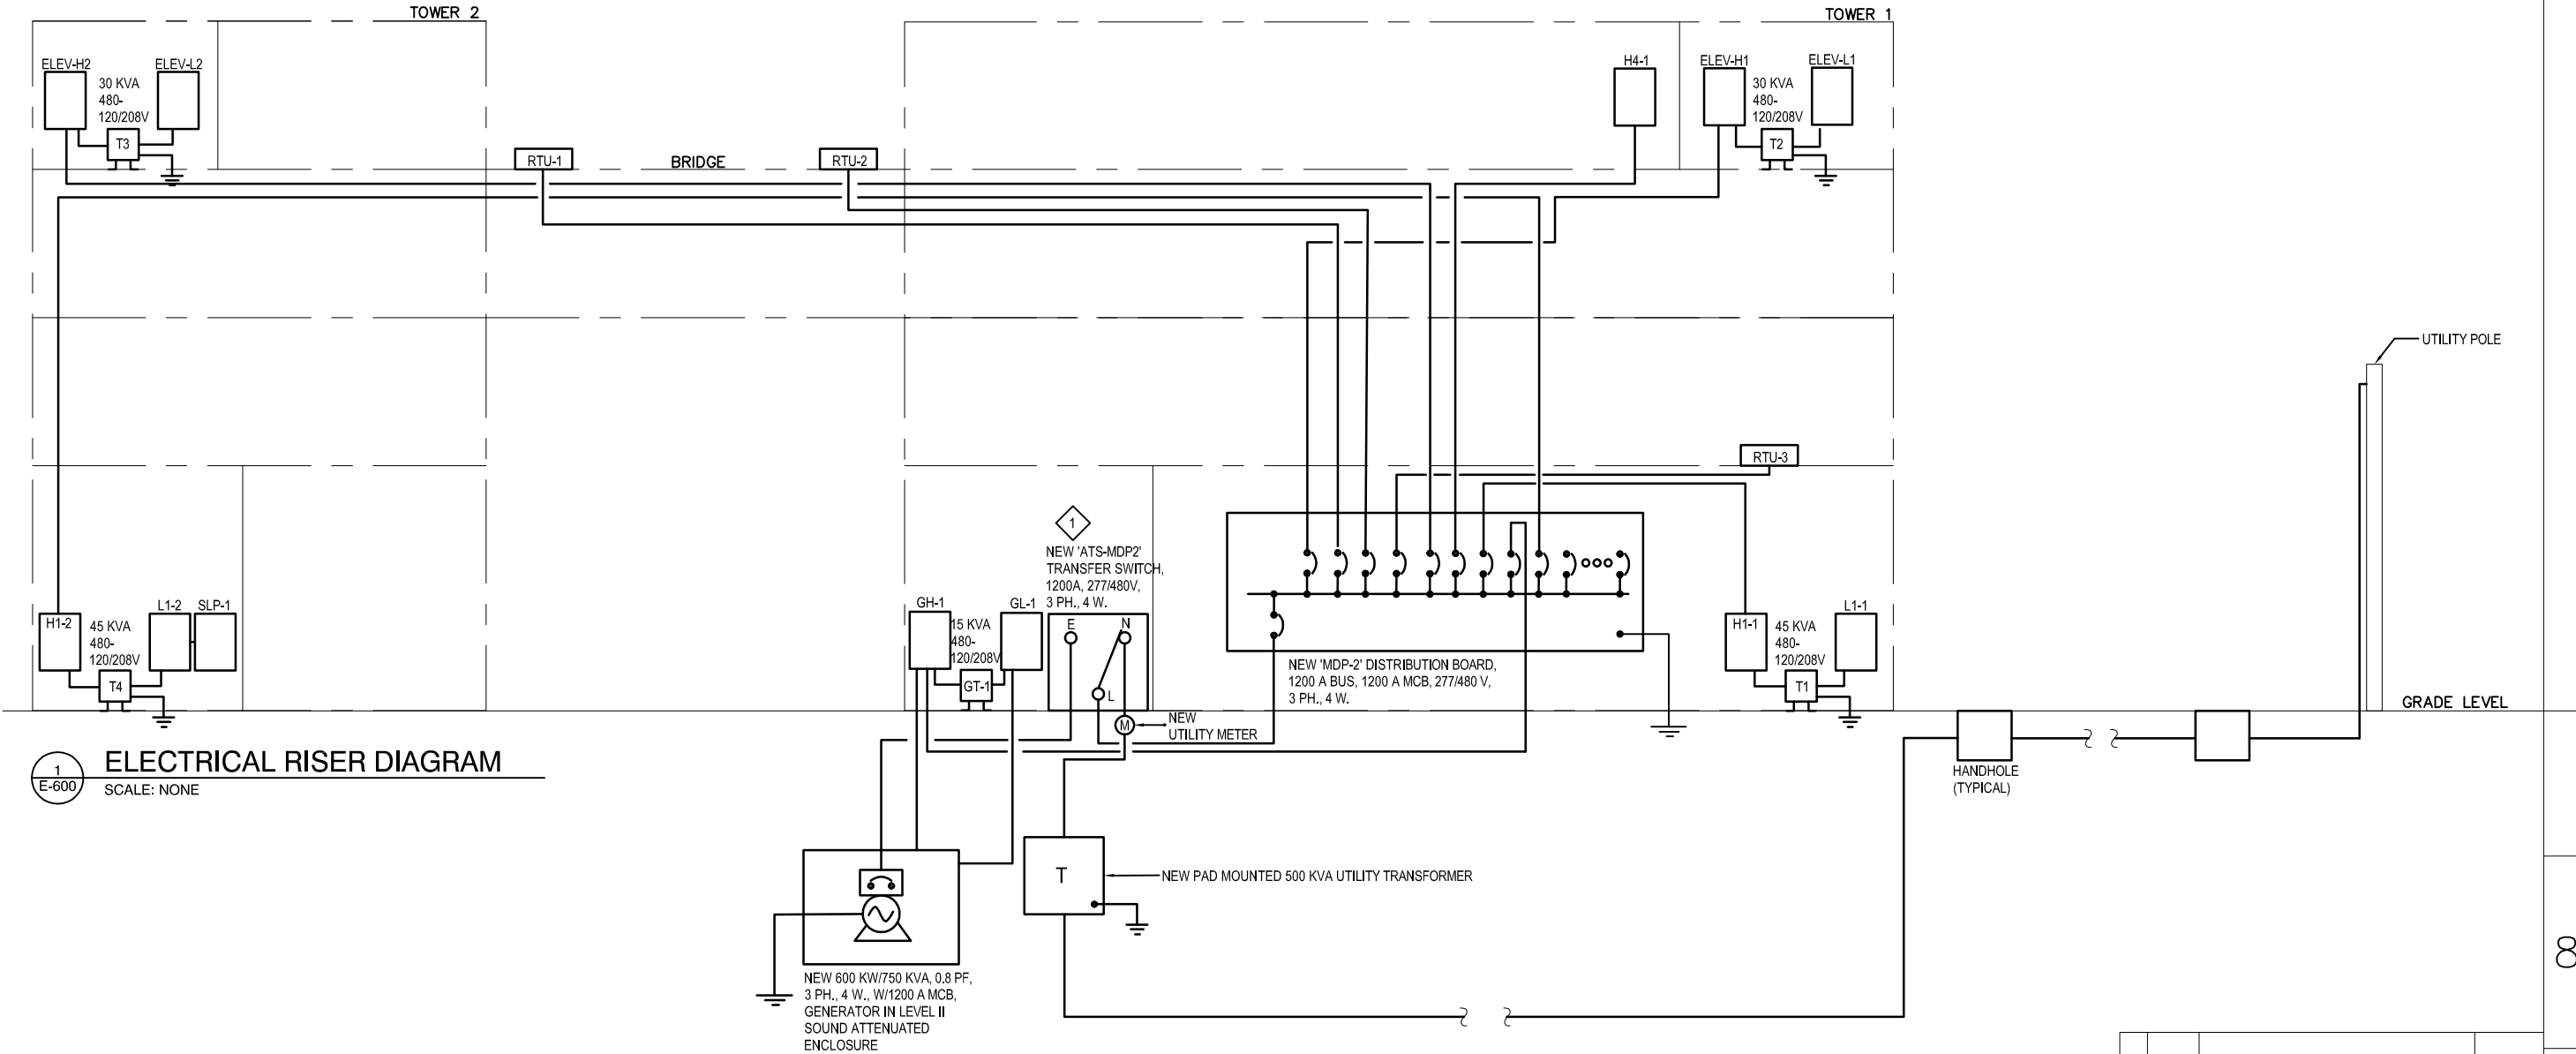 TOWER 2
TOWER 1
ELEV-H2
ELEV-L2
30 KVA
480-
120/208V
T3
H4-1
ELEV-H1
ELEV-L1
30 KVA
480-
120/208V
T2
RTU-1
BRIDGE
RTU-2
UTILITY POLE
RTU-3
1
NEW 'ATS-MDP2'
TRANSFER SWITCH,
1200A, 277/480V,
3 PH., 4 W.
H1-2
45 KVA
480-
120/208V
L1-2
SLP-1
T4
GH-1
15 KVA
480-
120/208V
GL-1
GT-1
E
N
L
NEW 'MDP-2' DISTRIBUTION BOARD,
1200 A BUS, 1200 A MCB, 277/480 V,
3 PH., 4 W.
H1-1
45 KVA
480-
120/208V
L1-1
T1
M
NEW
UTILITY METER
GRADE LEVEL
1
E-600
ELECTRICAL RISER DIAGRAM
SCALE: NONE
HANDHOLE
(TYPICAL)
T
NEW PAD MOUNTED 500 KVA UTILITY TRANSFORMER
NEW 600 KW/750 KVA, 0.8 PF,
3 PH., 4 W., W/1200 A MCB,
GENERATOR IN LEVEL II
SOUND ATTENUATED
ENCLOSURE
8